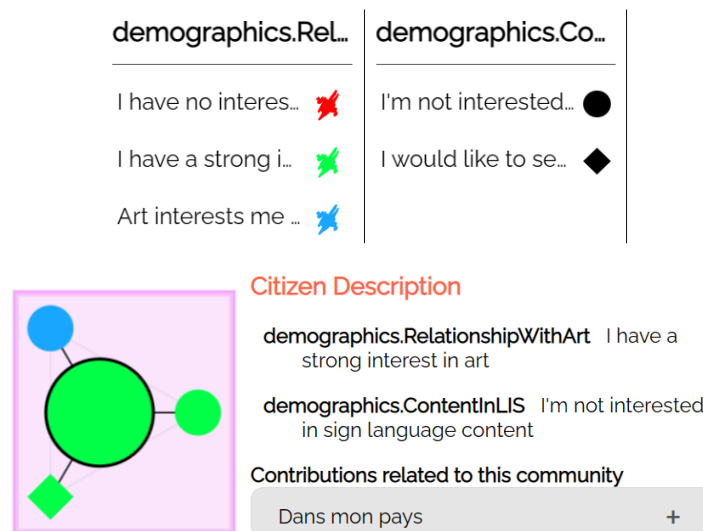 demographics.Rel...
demographics.Co...
I have no interes...
I'm not interested...
I have a strong i...
I would like to se...
Art interests me ...
Citizen Description
demographics.RelationshipWithArt I have a
strong interest in art
demographics.ContentInLIS I'm not interested
in sign language content
Contributions related to this community
Dans mon pays +